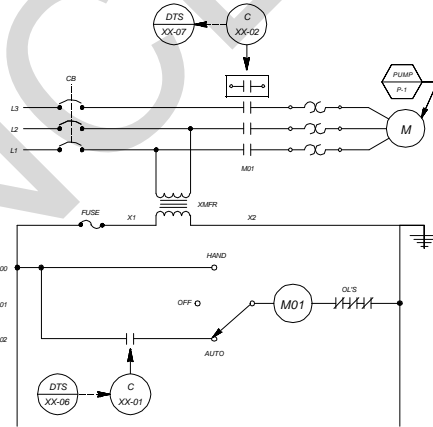 DTS
XX-07
C
XX-02
CB
PUMP
P-1
L3
L2
M
L1
M01
XMFR
FUSE
X1
X2
HAND
00
OFF
M01
OL'S
01
02
AUTO
DTS
XX-06
C
XX-01